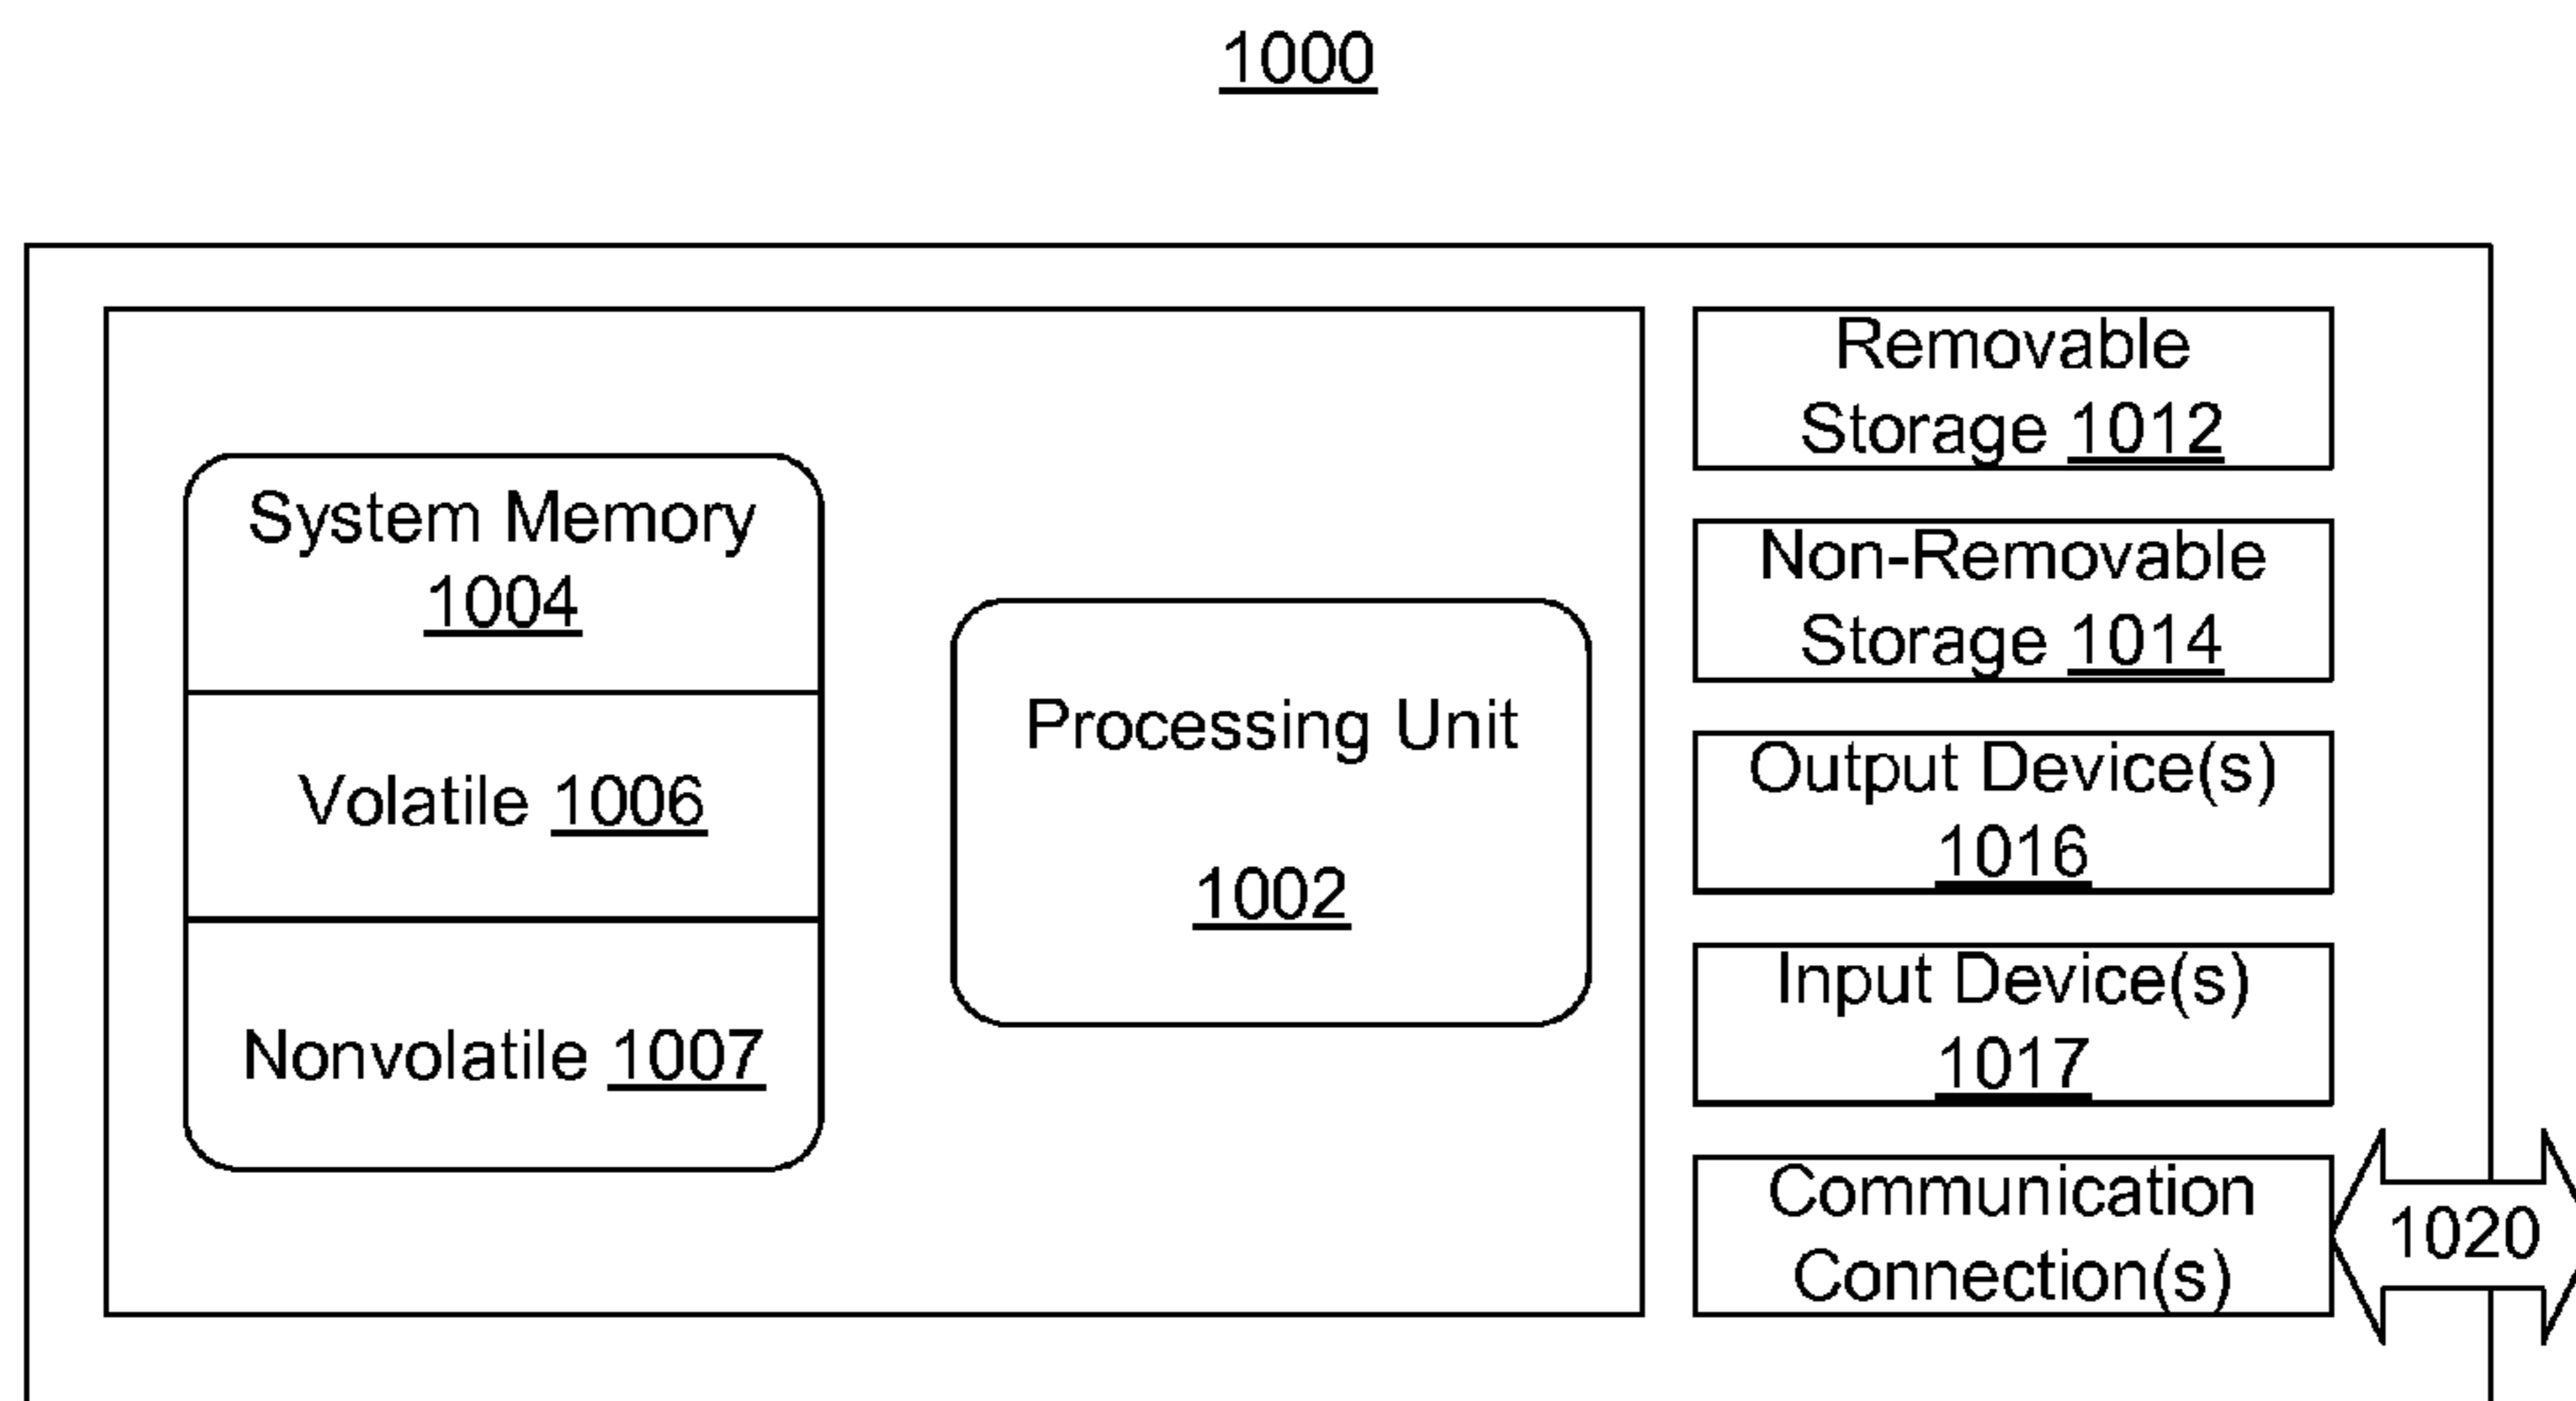 1000
System Memory
1004
Volatile 1006
Nonvolatile 1007
Processing Unit
1002
Removable
Storage 1012
Non-Removable
Storage 1014
Output Device(s)
1016
Input Device(s)
1017
Communication
Connection(s)
1020